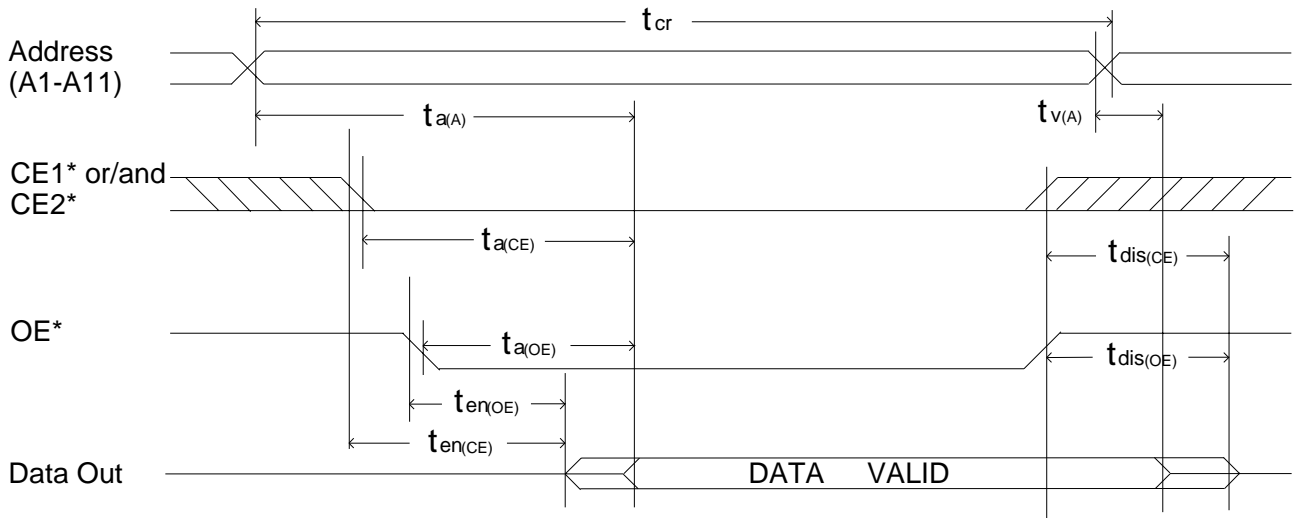 tcr
Address
(A1-A11)
ta(A)
tv(A)
CE1* or/and
CE2*
ta(CE)
tdis(CE)
OE*
ta(OE)
tdis(OE)
ten(OE)
ten(CE)
Data Out
DATA VALID